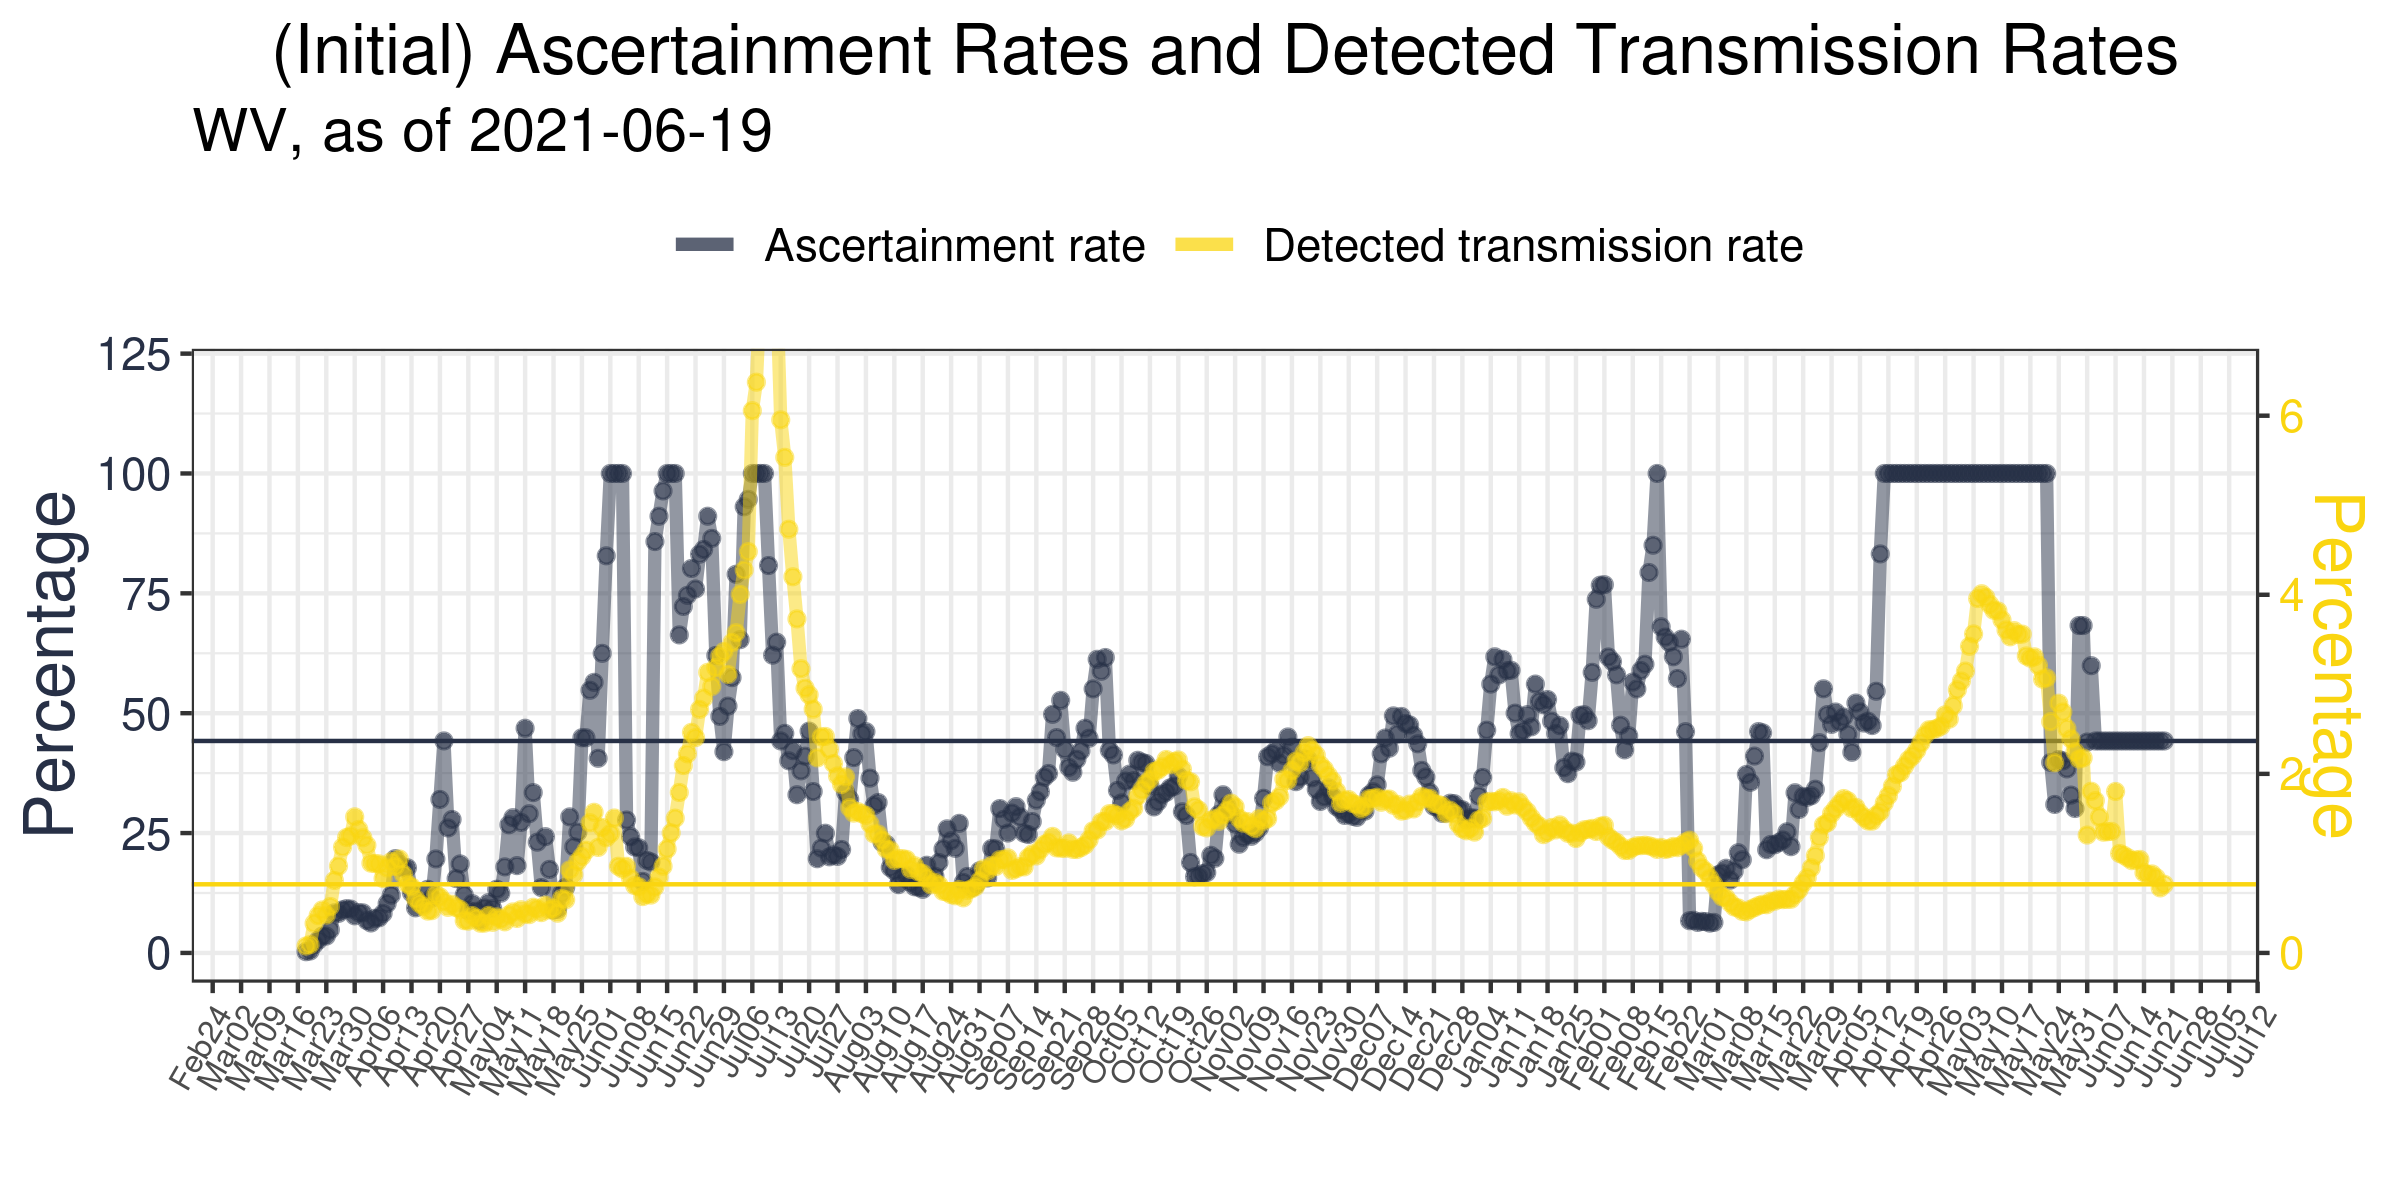 (Initial) Ascertainment Rates and Detected Transmission Rates
WV, as of 2021-06-19
Ascertainment rate
Detected transmission rate
Percentage
125
100
75
50
25
0
6
4
2
0
Percentage
Feb24
Mar02
Mar09
Mar16
Mar23
Mar30
Apr06
Apr13
Apr20
Apr27
May04
May11
May18
May25
Jun01
Jun08
Jun15
Jun22
Jun29
Jul06
Jul13
Jul20
Jul27
Aug03
Aug10
Aug17
Aug24
Aug31
Sep07
Sep14
Sep21
Sep28
Oct05
Oct12
Oct19
Oct26
Nov02
Nov09
Nov16
Nov23
Nov30
Dec07
Dec14
Dec21
Dec28
Jan04
Jan11
Jan18
Jan25
Feb01
Feb08
Feb15
Feb22
Mar01
Mar08
Mar15
Mar22
Mar29
Apr05
Apr12
Apr19
Apr26
May03
May10
May17
May24
May31
Jun07
Jun14
Jun21
Jun28
Jul05
Jul12